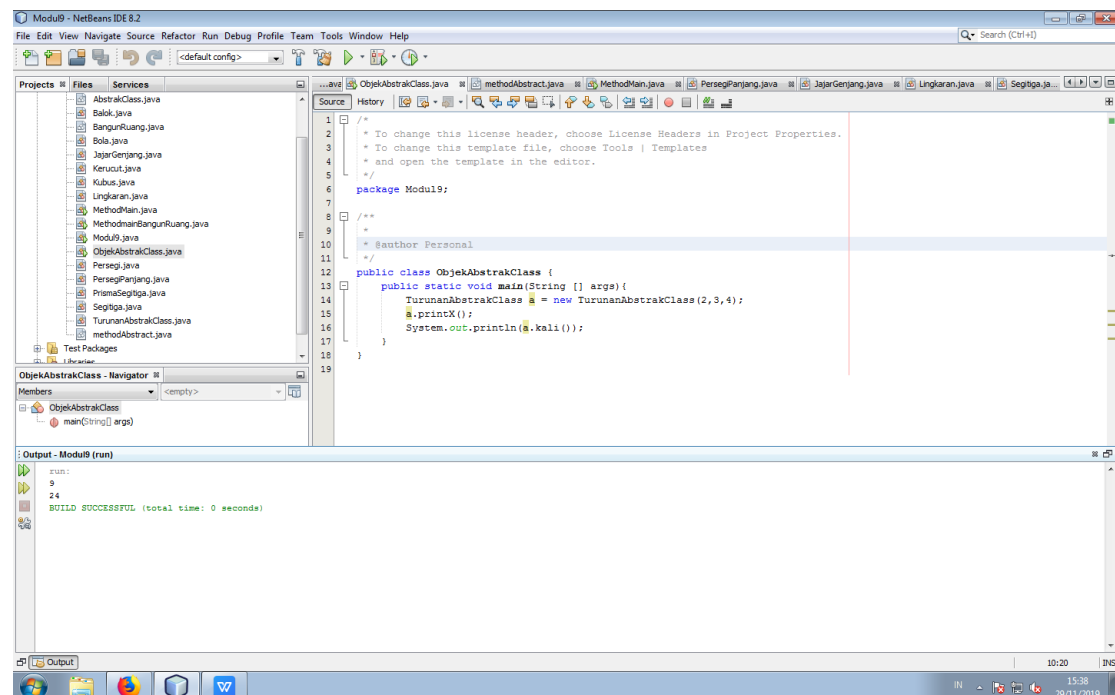 Modul9 - NetBeans IDE 8.2
File Edit View Navigate Source Refactor Run Debug Profile Team Tools Window Help
Search (Ctrl+I)
<default config>
Projects Files Services
AbstrakClass.java
Balok.java
BangunRuang.java
Bola.java
JajarGenjang.java
Kerucut.java
Kubus.java
Lingkaran.java
MethodMain.java
MethodmainBangunRuang.java
Modul9.java
ObjekAbstrakClass.java
Persegi.java
PersegiPanjang.java
PrismaSegitiga.java
Segitiga.java
TurunanAbstrakClass.java
methodAbstract.java
Test Packages
Libraries
ObjekAbstrakClass - Navigator
Members <empty>
ObjekAbstrakClass
main(String[] args)
...ava ObjekAbstrakClass.java methodAbstract.java MethodMain.java PersegiPanjang.java JajarGenjang.java Lingkaran.java Segitiga.ja...
Source History
1 /*
2 * To change this license header, choose License Headers in Project Properties.
3 * To change this template file, choose Tools | Templates
4 * and open the template in the editor.
5 */
6 package Modul9;
7
8 /**
9 *
10 * @author Personal
11 */
12 public class ObjekAbstrakClass {
13 public static void main(String [] args){
14 TurunanAbstrakClass a = new TurunanAbstrakClass(2,3,4);
15 a.printX();
16 System.out.println(a.kali());
17 }
18 }
19
Output - Modul9 (run)
run:
9
24
BUILD SUCCESSFUL (total time: 0 seconds)
Output
10:20 INS
IN 15:38
29/11/2019